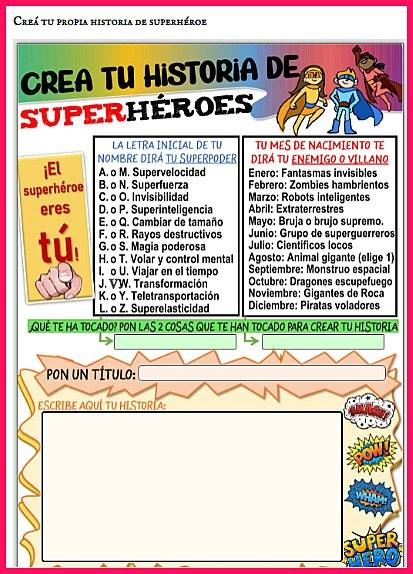 Creá tu propia historia de superhéroe
CREA TU HISTORIA DE
SUPERHÉROES
¡El
superhéroe
eres
tú!
LA LETRA INICIAL DE TU
NOMBRE DIRÁ TU SUPERPODER
A. o M. Supervelocidad
B. o N. Superfuerza
C. o O. Invisibilidad
D. o P. Superinteligencia
E. o Q. Cambiar de tamaño
F. o R. Rayos destructivos
G. o S. Magia poderosa
H. o T. Volar y control mental
I. o U. Viajar en el tiempo
J. V W. Transformación
K. o Y. Teletransportación
L. o Z. Superelasticidad
TU MES DE NACIMIENTO TE
DIRÁ TU ENEMIGO O VILLANO
Enero: Fantasmas invisibles
Febrero: Zombies hambrientos
Marzo: Robots inteligentes
Abril: Extraterrestres
Mayo: Bruja o brujo supremo.
Junio: Grupo de superguerreros
Julio: Científicos locos
Agosto: Animal gigante (elige 1)
Septiembre: Monstruo espacial
Octubre: Dragones escupefuego
Noviembre: Gigantes de Roca
Diciembre: Piratas voladores
¿QUÉ TE HA TOCADO? PON LAS 2 COSAS QUE TE HAN TOCADO PARA CREAR TU HISTORIA
PON UN TÍTULO:
ESCRIBE AQUÍ TU HISTORIA:
SMASH!
POW!
WHAM!
SUPER
HERO